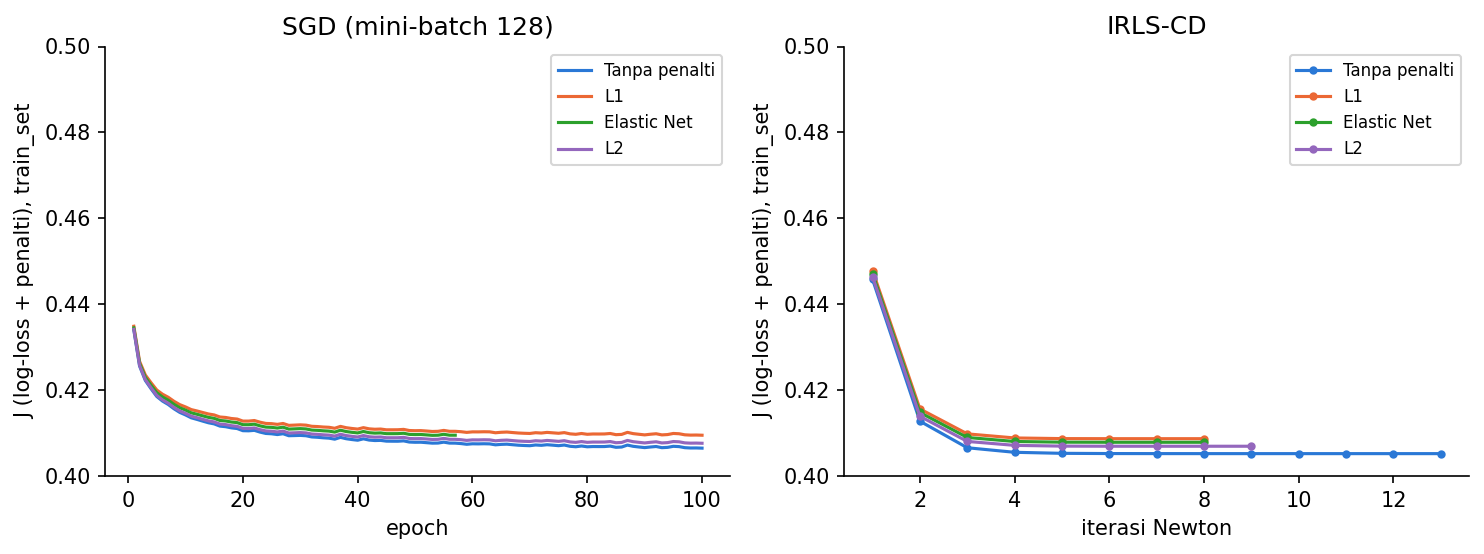 SGD (mini-batch 128)
J (log-loss + penalti), train_set
0.50
0.48
0.46
0.44
0.42
0.40
Tanpa penalti
L1
Elastic Net
L2
0
20
40
60
80
100
epoch
IRLS-CD
J (log-loss + penalti), train_set
0.50
0.48
0.46
0.44
0.42
0.40
Tanpa penalti
L1
Elastic Net
L2
2
4
6
8
10
12
iterasi Newton